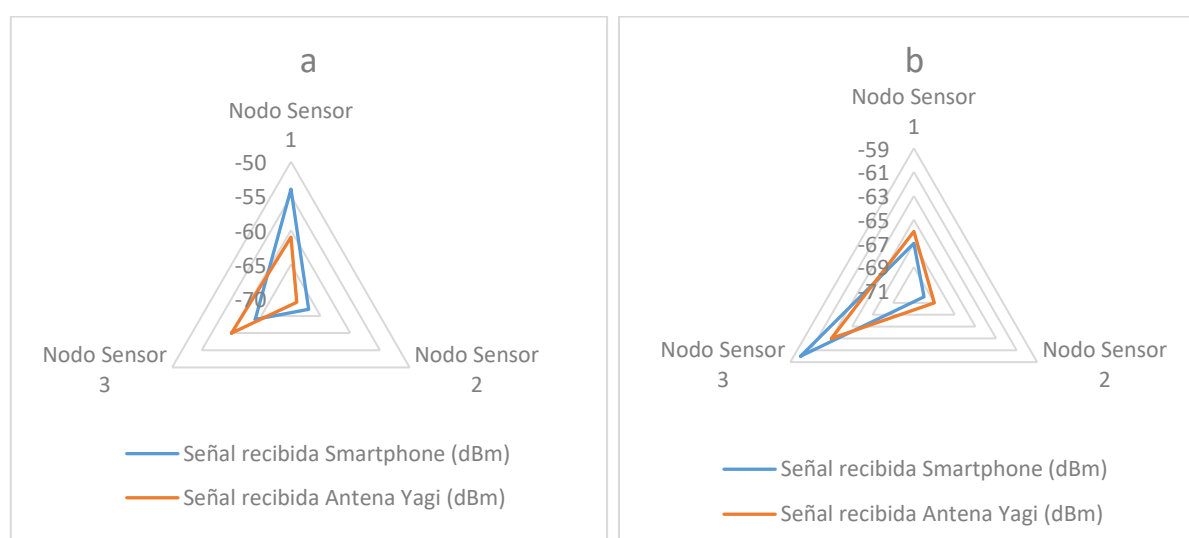 a
Nodo Sensor
1
-50
-55
-60
-65
-70
Nodo Sensor
3
Nodo Sensor
2
Señal recibida Smartphone (dBm)
Señal recibida Antena Yagi (dBm)
b
Nodo Sensor
1
-59
-61
-63
-65
-67
-69
-71
Nodo Sensor
3
Nodo Sensor
2
Señal recibida Smartphone (dBm)
Señal recibida Antena Yagi (dBm)